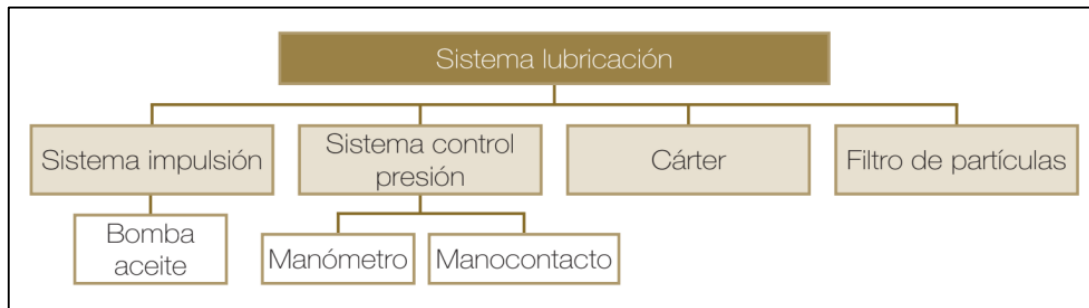 Sistema lubricación
Sistema impulsión
Sistema control
presión
Cárter
Filtro de partículas
Bomba
aceite
Manómetro
Manocontacto